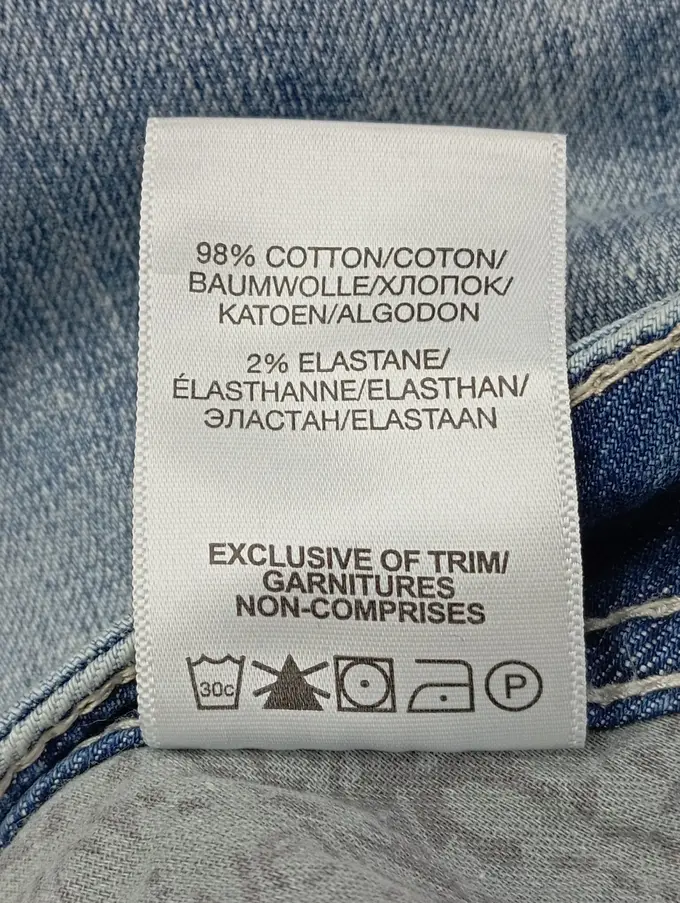 98% COTTON/COTON/
BAUMWOLLE/ХЛОПОК/
KATOEN/ALGODON
2% ELASTANE/
ÉLASTHANNE/ELASTHAN/
ЭЛАСТАН/ELASTAAN
EXCLUSIVE OF TRIM/
GARNITURES
NON-COMPRISES
30c P